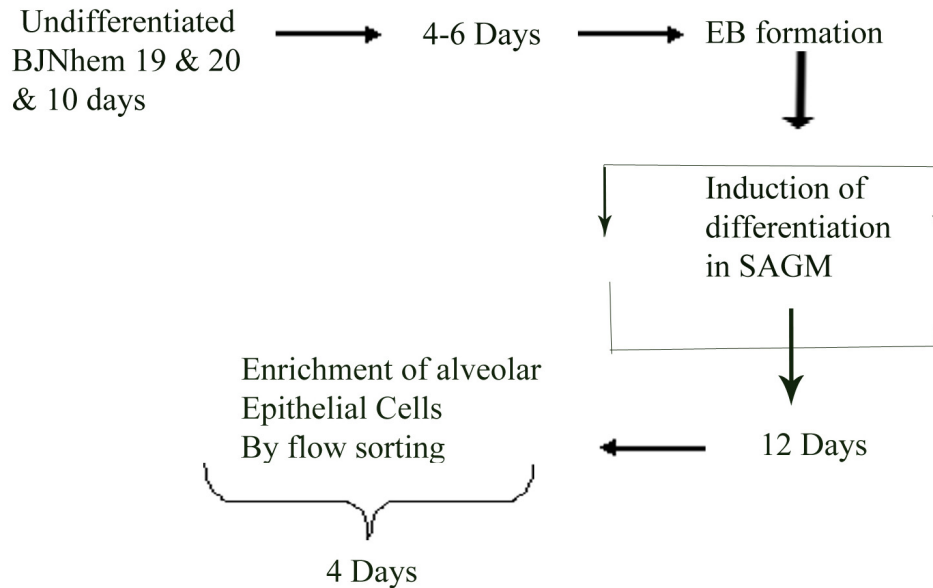 Undifferentiated
BJNhem 19 & 20
& 10 days
4-6 Days
EB formation
Induction of
differentiation
in SAGM
12 Days
Enrichment of alveolar
Epithelial Cells
By flow sorting
4 Days